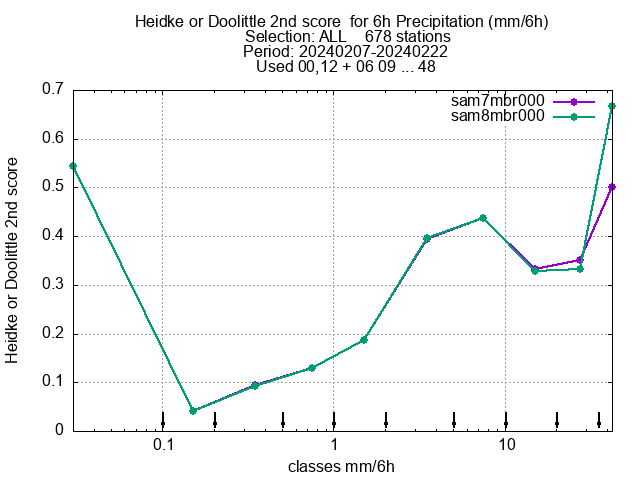 Heidke or Doolittle 2nd score  for 6h Precipitation (mm/6h)
Selection: ALL    678 stations
Period: 20240207-20240222
Used 00,12 + 06 09 ... 48
sam7mbr000
sam8mbr000
0.7
0.6
0.5
0.4
0.3
0.2
0.1
0
Heidke or Doolittle 2nd score
0.1 1 10
classes mm/6h